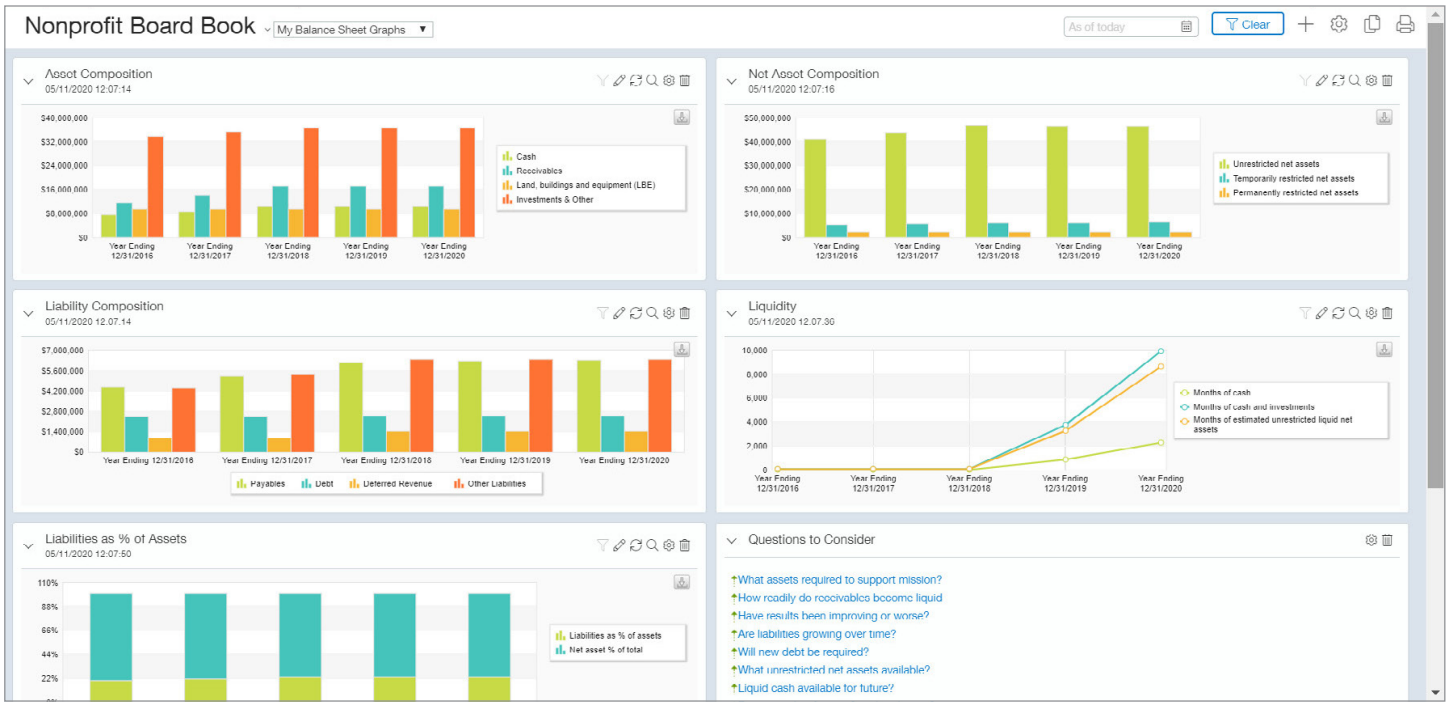 Nonprofit Board Book
My Balance Sheet Graphs
As of today
Clear
Asset Composition
05/11/2020 12:07:14
$40,000,000
$32,000,000
$24,000,000
$16,000,000
$8,000,000
$0
Year Ending 12/31/2016
Year Ending 12/31/2017
Year Ending 12/31/2018
Year Ending 12/31/2019
Year Ending 12/31/2020
Cash
Receivables
Land, buildings and equipment (LBE)
Investments & Other
Net Asset Composition
05/11/2020 12:07:16
$50,000,000
$40,000,000
$30,000,000
$20,000,000
$10,000,000
$0
Year Ending 12/31/2016
Year Ending 12/31/2017
Year Ending 12/31/2018
Year Ending 12/31/2019
Year Ending 12/31/2020
Unrestricted net assets
Temporarily restricted net assets
Permanently restricted net assets
Liability Composition
05/11/2020 12:07:14
$7,000,000
$5,600,000
$4,200,000
$2,800,000
$1,400,000
$0
Year Ending 12/31/2016
Year Ending 12/31/2017
Year Ending 12/31/2018
Year Ending 12/31/2019
Year Ending 12/31/2020
Payables
Debt
Deferred Revenue
Other Liabilities
Liquidity
05/11/2020 12:07:36
10,000
8,000
6,000
4,000
2,000
0
Year Ending 12/31/2016
Year Ending 12/31/2017
Year Ending 12/31/2018
Year Ending 12/31/2019
Year Ending 12/31/2020
Months of cash
Months of cash and investments
Months of estimated unrestricted liquid net
assets
Liabilities as % of Assets
05/11/2020 12:07:50
110%
88%
66%
44%
22%
Liabilities as % of assets
Net asset % of total
Questions to Consider
What assets required to support mission?
How readily do receivables become liquid
Have results been improving or worse?
Are liabilities growing over time?
Will new debt be required?
What unrestricted net assets available?
Liquid cash available for future?